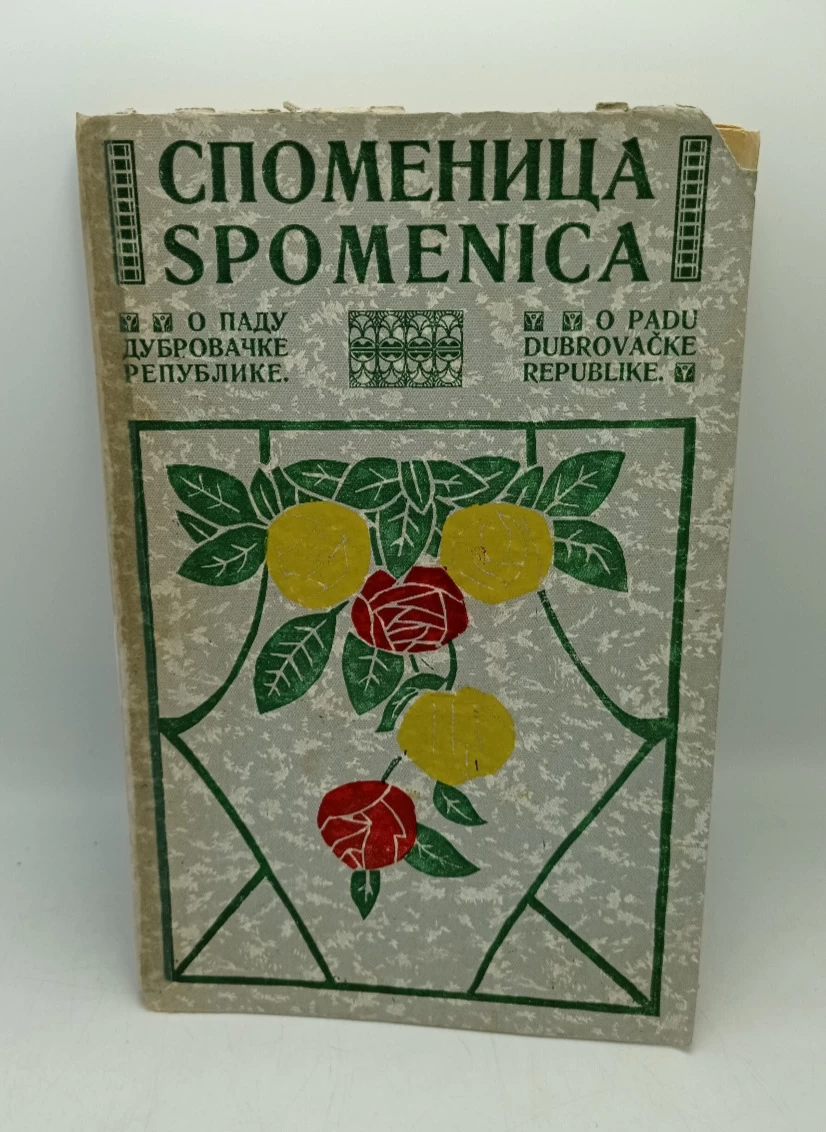 СПОМЕНИЦА
SPOMENICA
О ПАДУ
ДУБРОВАЧКЕ
РЕПУБЛИКЕ.
O PADU
DUBROVAČKE
REPUBLIKE.